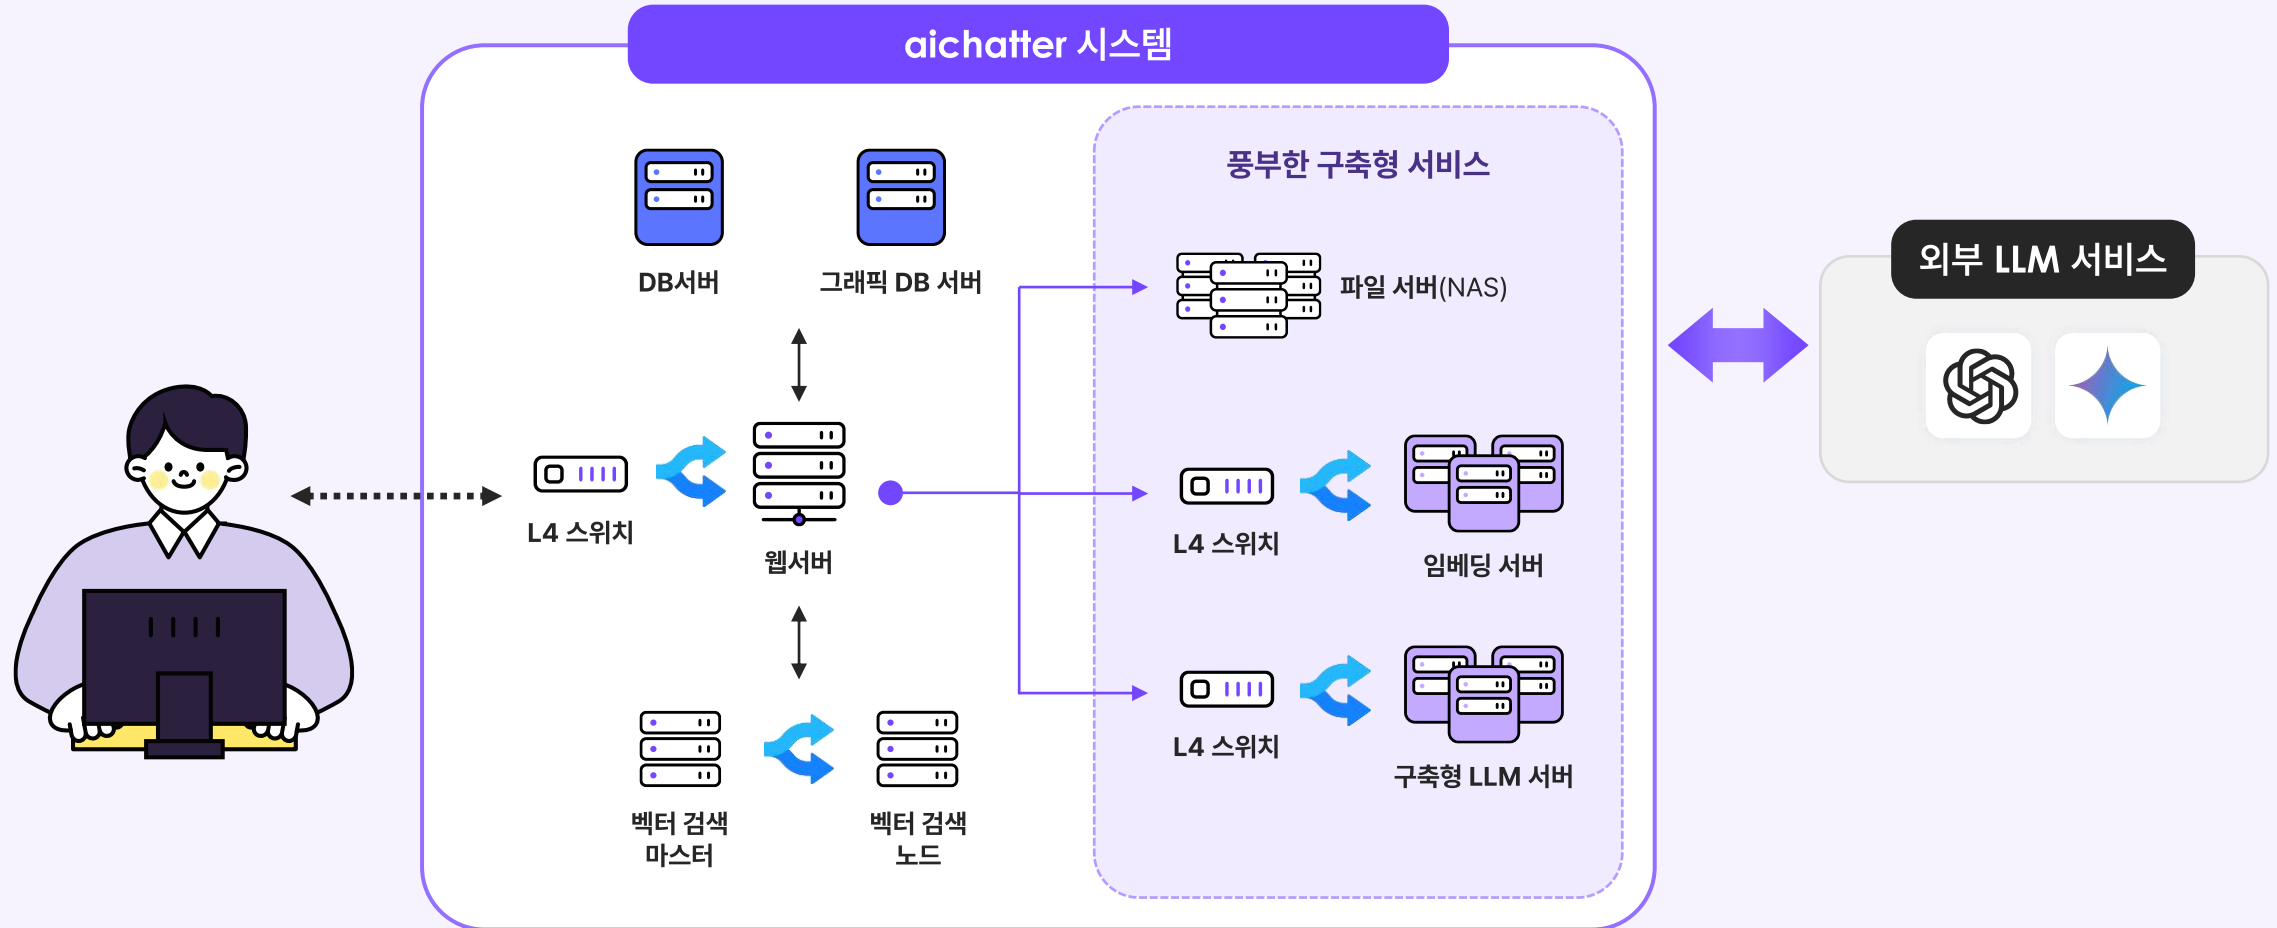 aichatter 시스템
DB서버
그래픽 DB 서버
L4 스위치
웹서버
벡터 검색
마스터
벡터 검색
노드
풍부한 구축형 서비스
파일 서버(NAS)
L4 스위치
임베딩 서버
L4 스위치
구축형 LLM 서버
외부 LLM 서비스